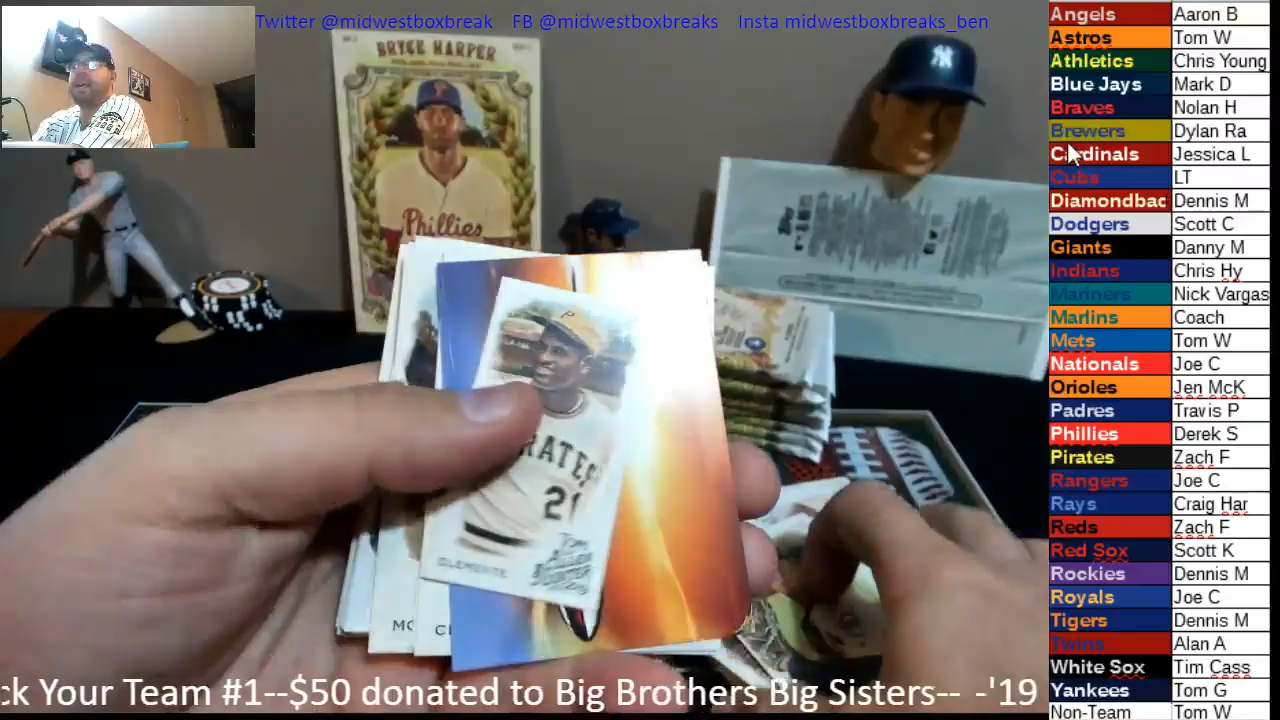 Twitter @midwestboxbreak FB @midwestboxbreaks Insta midwestboxbreaks_ben
BRYCE HARPER
Phillies
PIRATES
21
CLEMENTE
MO
C
Angels Aaron B
Astros Tom W
Athletics Chris Young
Blue Jays Mark D
Braves Nolan H
Brewers Dylan Ra
Cardinals Jessica L
Cubs LT
Diamondbac Dennis M
Dodgers Scott C
Giants Danny M
Indians Chris Hy
Mariners Nick Vargas
Marlins Coach
Mets Tom W
Nationals Joe C
Orioles Jen McK
Padres Travis P
Phillies Derek S
Pirates Zach F
Rangers Joe C
Rays Craig Har
Reds Zach F
Red Sox Scott K
Rockies Dennis M
Royals Joe C
Tigers Dennis M
Twins Alan A
White Sox Tim Cass
Yankees Tom G
Non-Team Tom W
ck Your Team #1--$50 donated to Big Brothers Big Sisters-- -'19